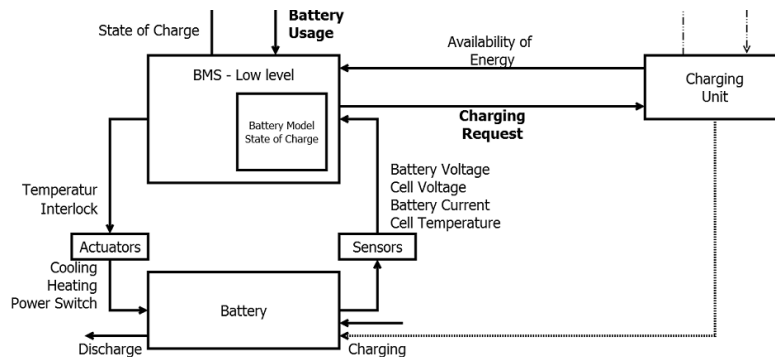 State of Charge
Battery
Usage
BMS - Low level
Battery Model
State of Charge
Availability of
Energy
Charging
Request
Charging
Unit
Temperatur
Interlock
Battery Voltage
Cell Voltage
Battery Current
Cell Temperature
Actuators
Sensors
Cooling
Heating
Power Switch
Battery
Discharge
Charging